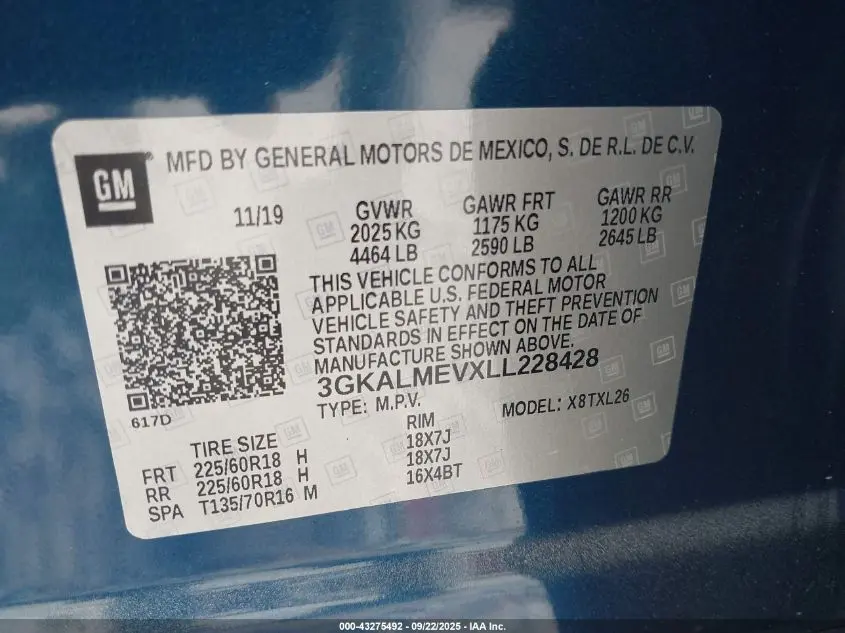 GM
MFD BY GENERAL MOTORS DE MEXICO, S. DE R.L. DE C.V.
11/19
GVWR
2025 KG
4464 LB
GAWR FRT
1175 KG
2590 LB
GAWR RR
1200 KG
2645 LB
THIS VEHICLE CONFORMS TO ALL
APPLICABLE U.S. FEDERAL MOTOR
VEHICLE SAFETY AND THEFT PREVENTION
STANDARDS IN EFFECT ON THE DATE OF
MANUFACTURE SHOWN ABOVE.
3GKALMEVXLL228428
TYPE: M.P.V. MODEL: X8TXL26
617D
TIRE SIZE RIM
FRT 225/60R18 H 18X7J
RR 225/60R18 H 18X7J
SPA T135/70R16 M 16X4BT
000-43275492 - 09/22/2025 - IAA Inc.